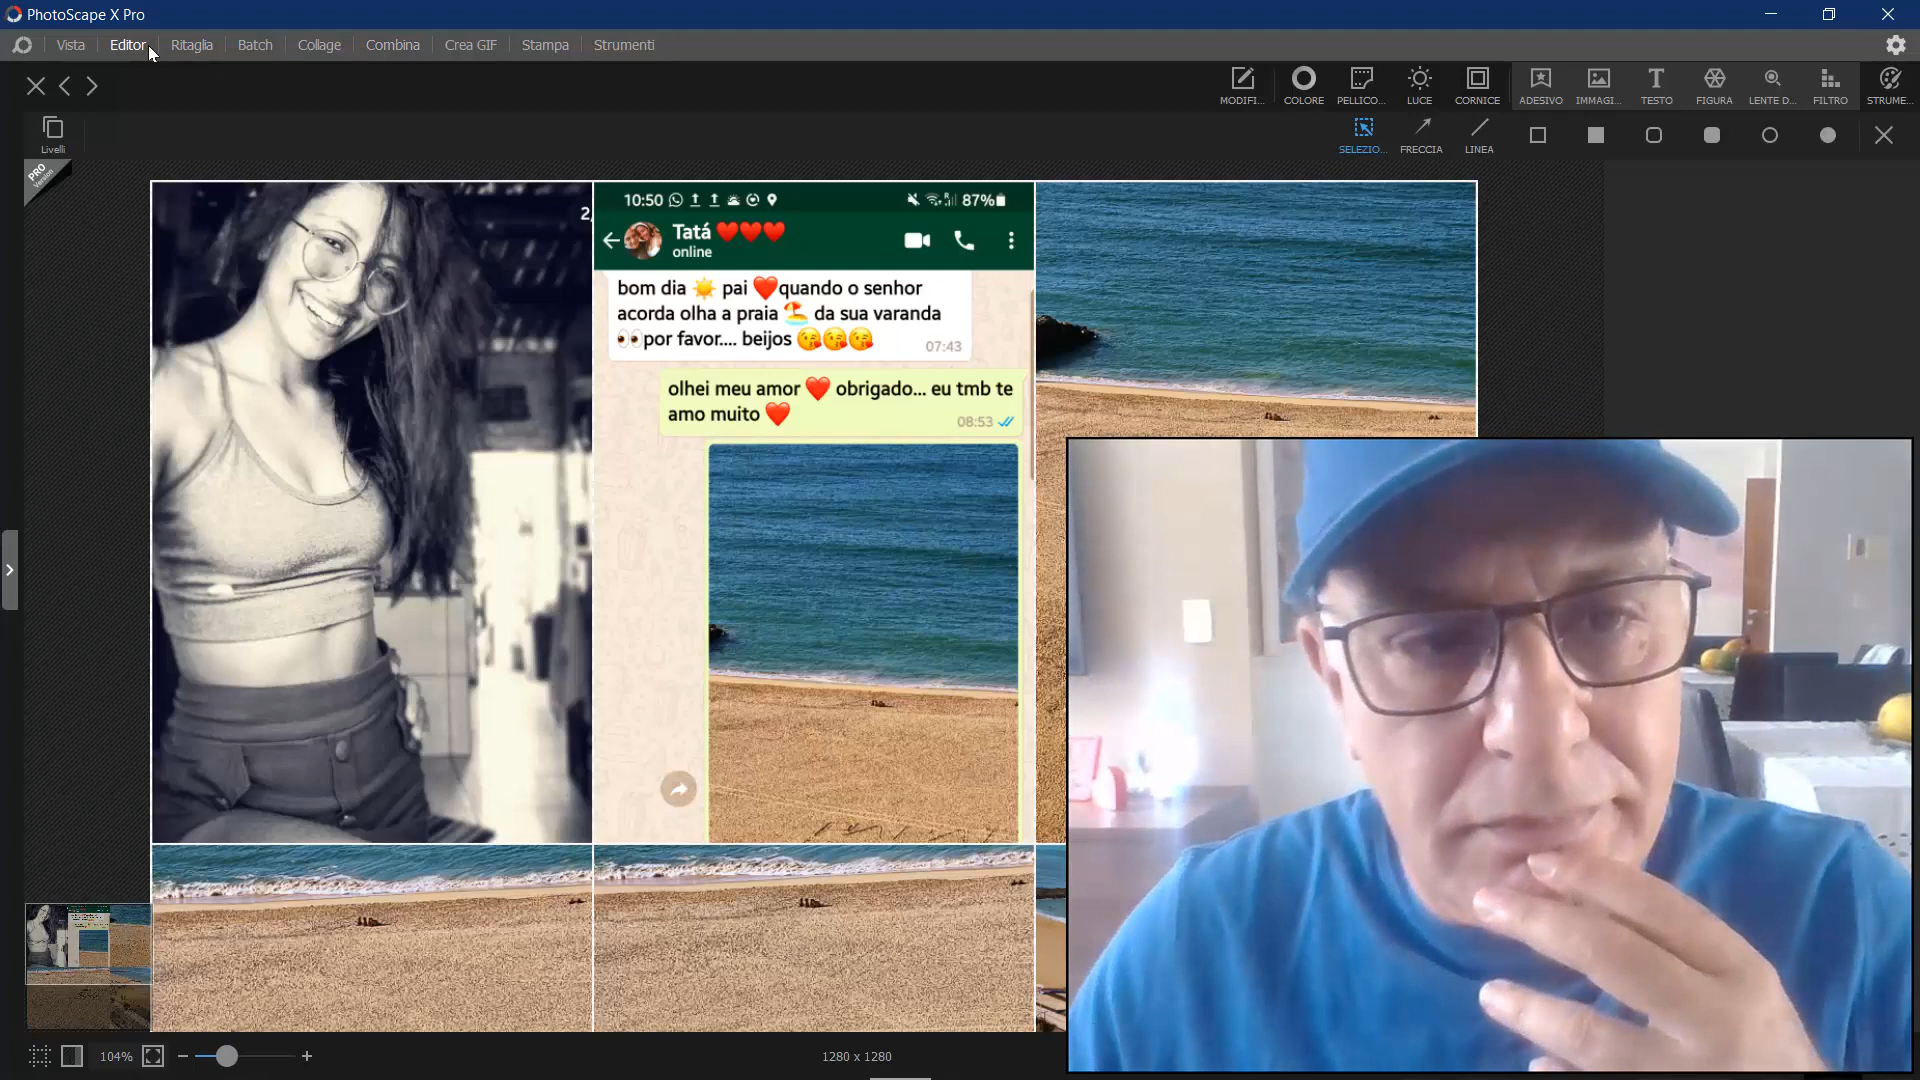 PhotoScape X Pro
Vista
Editor
Ritaglia
Batch
Collage
Combina
Crea GIF
Stampa
Strumenti
MODIFI...
COLORE
PELLICO...
LUCE
CORNICE
ADESIVO
IMMAGI...
TESTO
FIGURA
LENTE D...
FILTRO
STRUME...
Livelli
SELEZIO...
FRECCIA
LINEA
PRO
Version
2,
10:50
87%
Tatá ❤️❤️❤️
online
bom dia ☀️ pai ❤️quando o senhor
acorda olha a praia 🏖️ da sua varanda
👀por favor.... beijos 😘😘😘
07:43
olhei meu amor ❤️ obrigado... eu tmb te
amo muito ❤️
08:53
104%
1280 x 1280